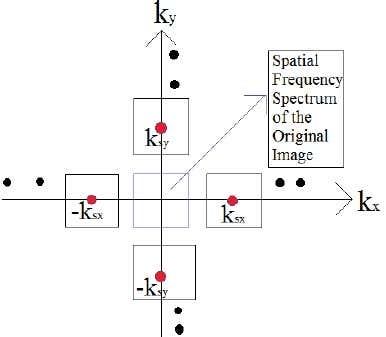 ky
Spatial
Frequency
Spectrum
of the
Original
Image
ksy
-ksx
ksx
kx
-ksy